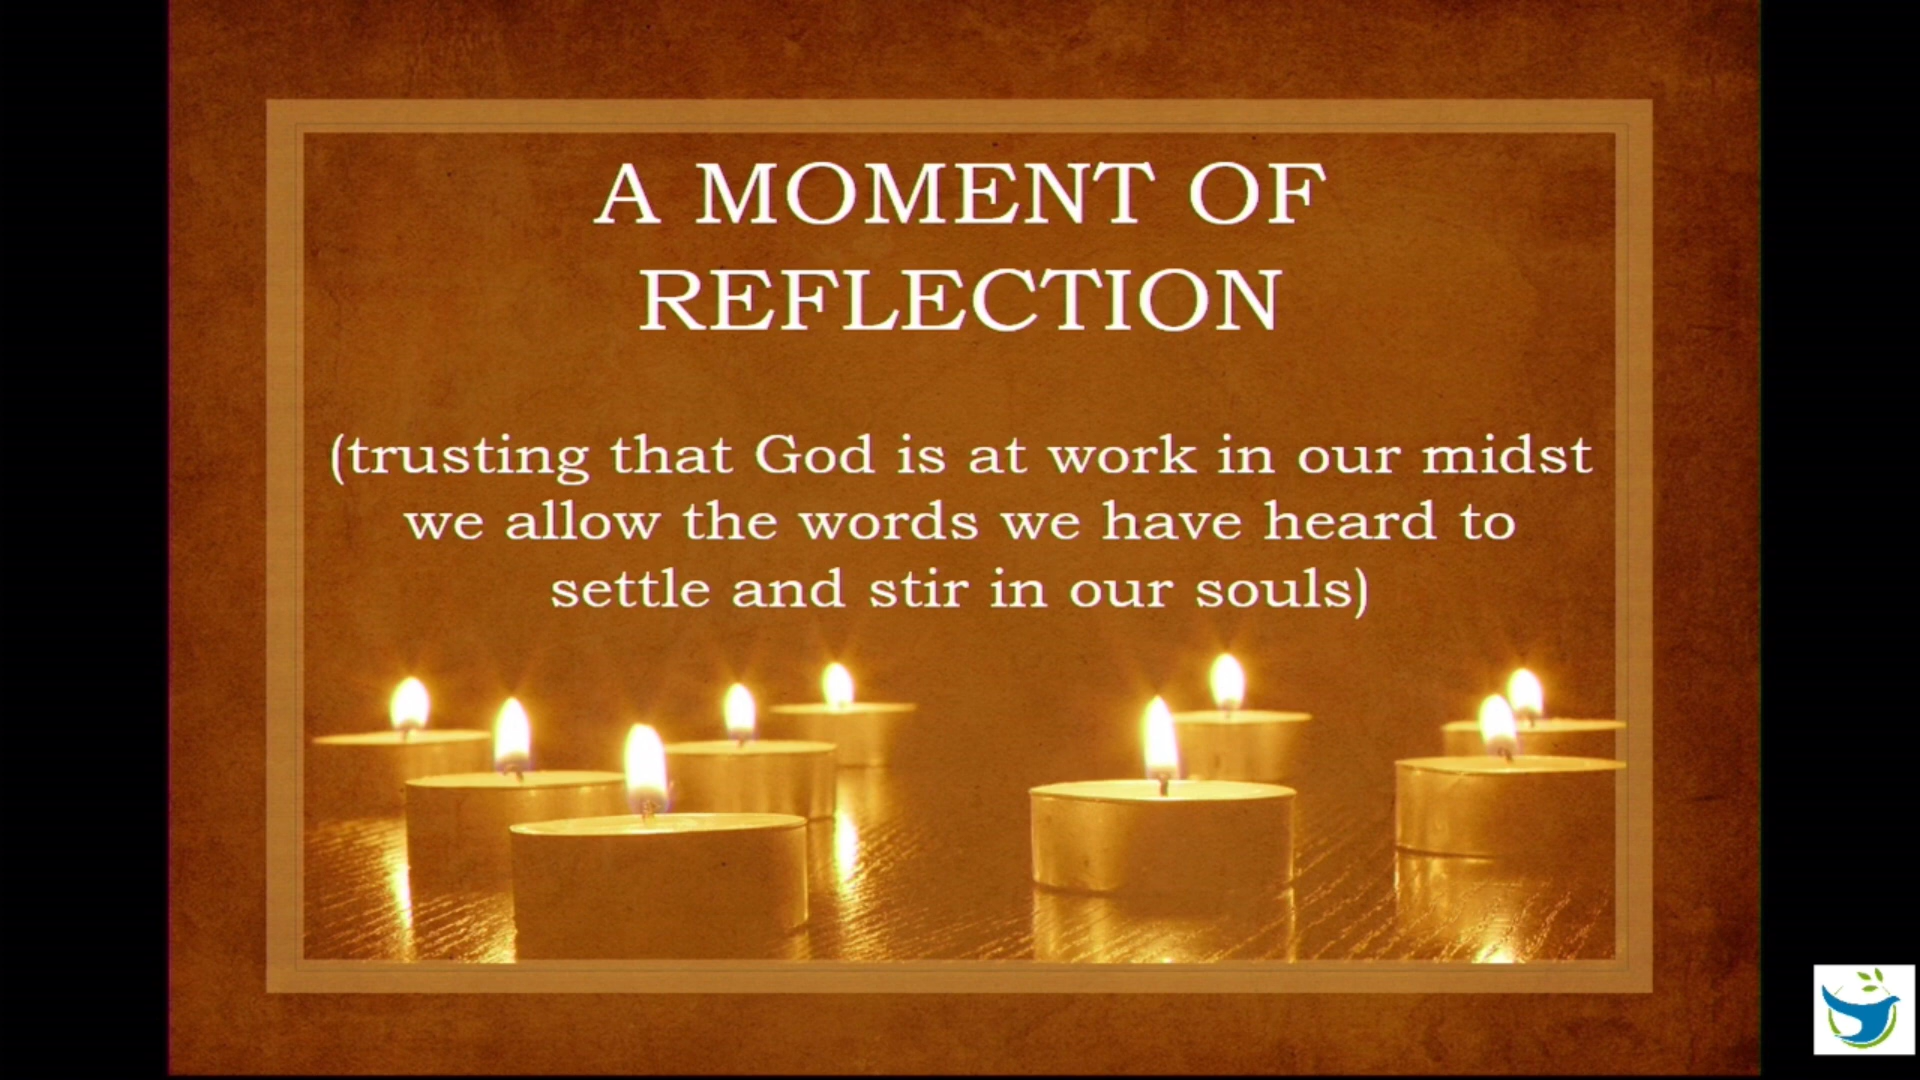 A MOMENT OF
REFLECTION
(trusting that God is at work in our midst
we allow the words we have heard to
settle and stir in our souls)